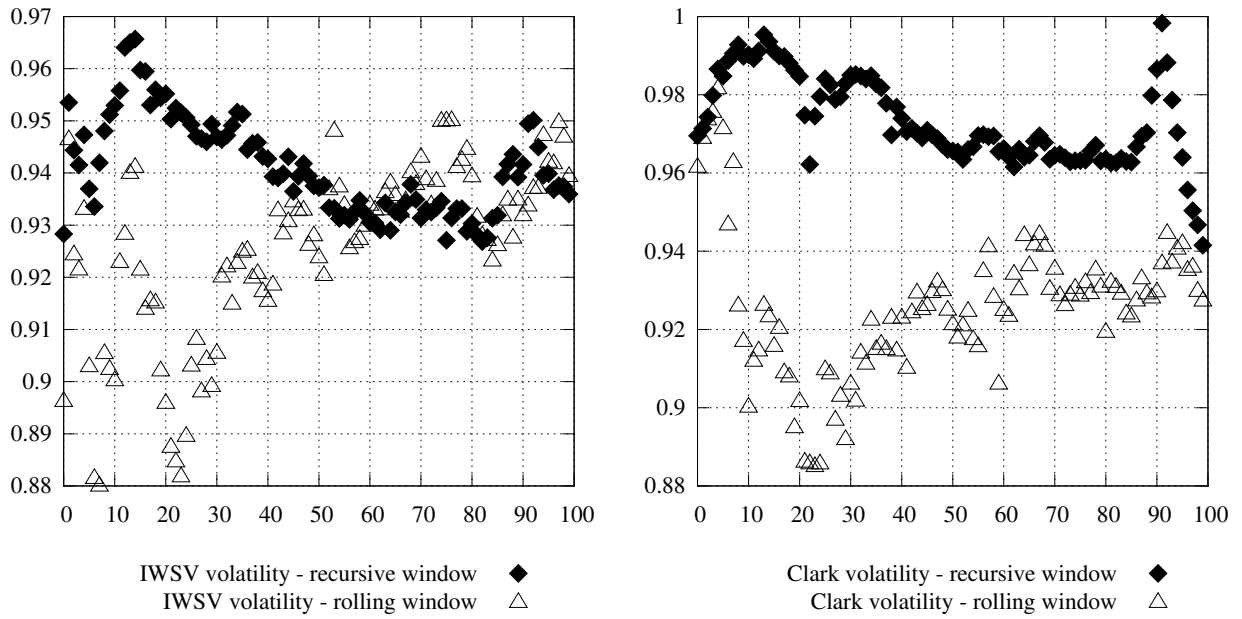 0.97
0.96
0.95
0.94
0.93
0.92
0.91
0.9
0.89
0.88
0 10 20 30 40 50 60 70 80 90 100
IWSV volatility - recursive window
IWSV volatility - rolling window
1
0.98
0.96
0.94
0.92
0.9
0.88
0 10 20 30 40 50 60 70 80 90 100
Clark volatility - recursive window
Clark volatility - rolling window